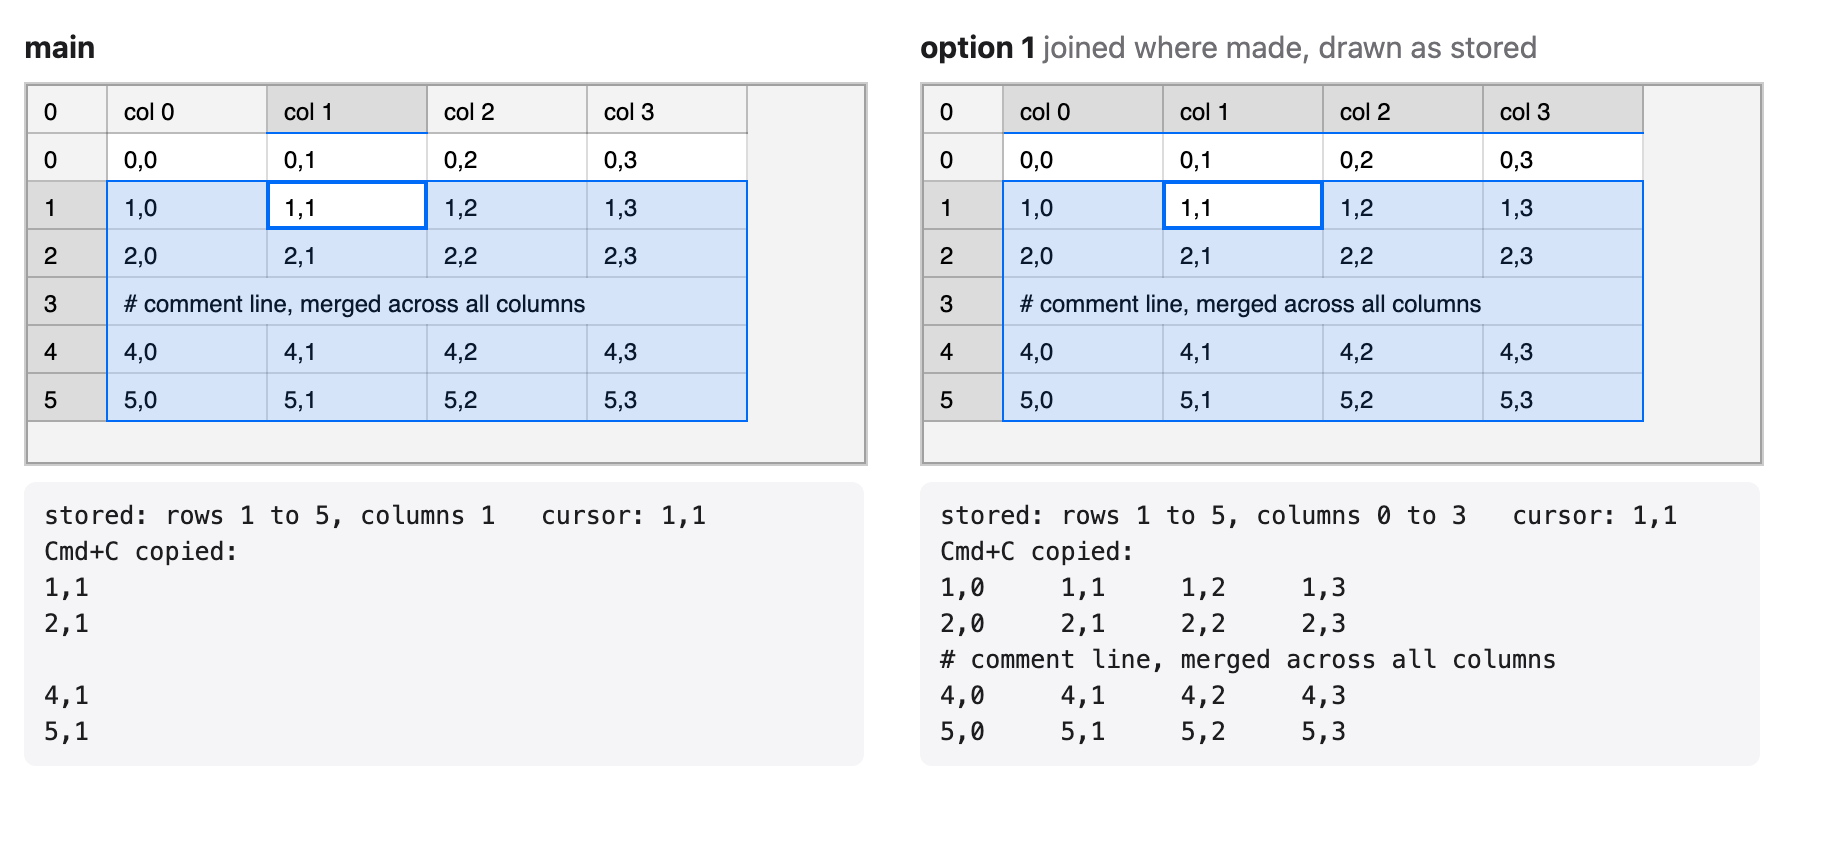 main
0 col 0 col 1 col 2 col 3
0 0,0 0,1 0,2 0,3
1 1,0 1,1 1,2 1,3
2 2,0 2,1 2,2 2,3
3 # comment line, merged across all columns
4 4,0 4,1 4,2 4,3
5 5,0 5,1 5,2 5,3
stored: rows 1 to 5, columns 1 cursor: 1,1
Cmd+C copied:
1,1
2,1
4,1
5,1
option 1 joined where made, drawn as stored
0 col 0 col 1 col 2 col 3
0 0,0 0,1 0,2 0,3
1 1,0 1,1 1,2 1,3
2 2,0 2,1 2,2 2,3
3 # comment line, merged across all columns
4 4,0 4,1 4,2 4,3
5 5,0 5,1 5,2 5,3
stored: rows 1 to 5, columns 0 to 3 cursor: 1,1
Cmd+C copied:
1,0 1,1 1,2 1,3
2,0 2,1 2,2 2,3
# comment line, merged across all columns
4,0 4,1 4,2 4,3
5,0 5,1 5,2 5,3